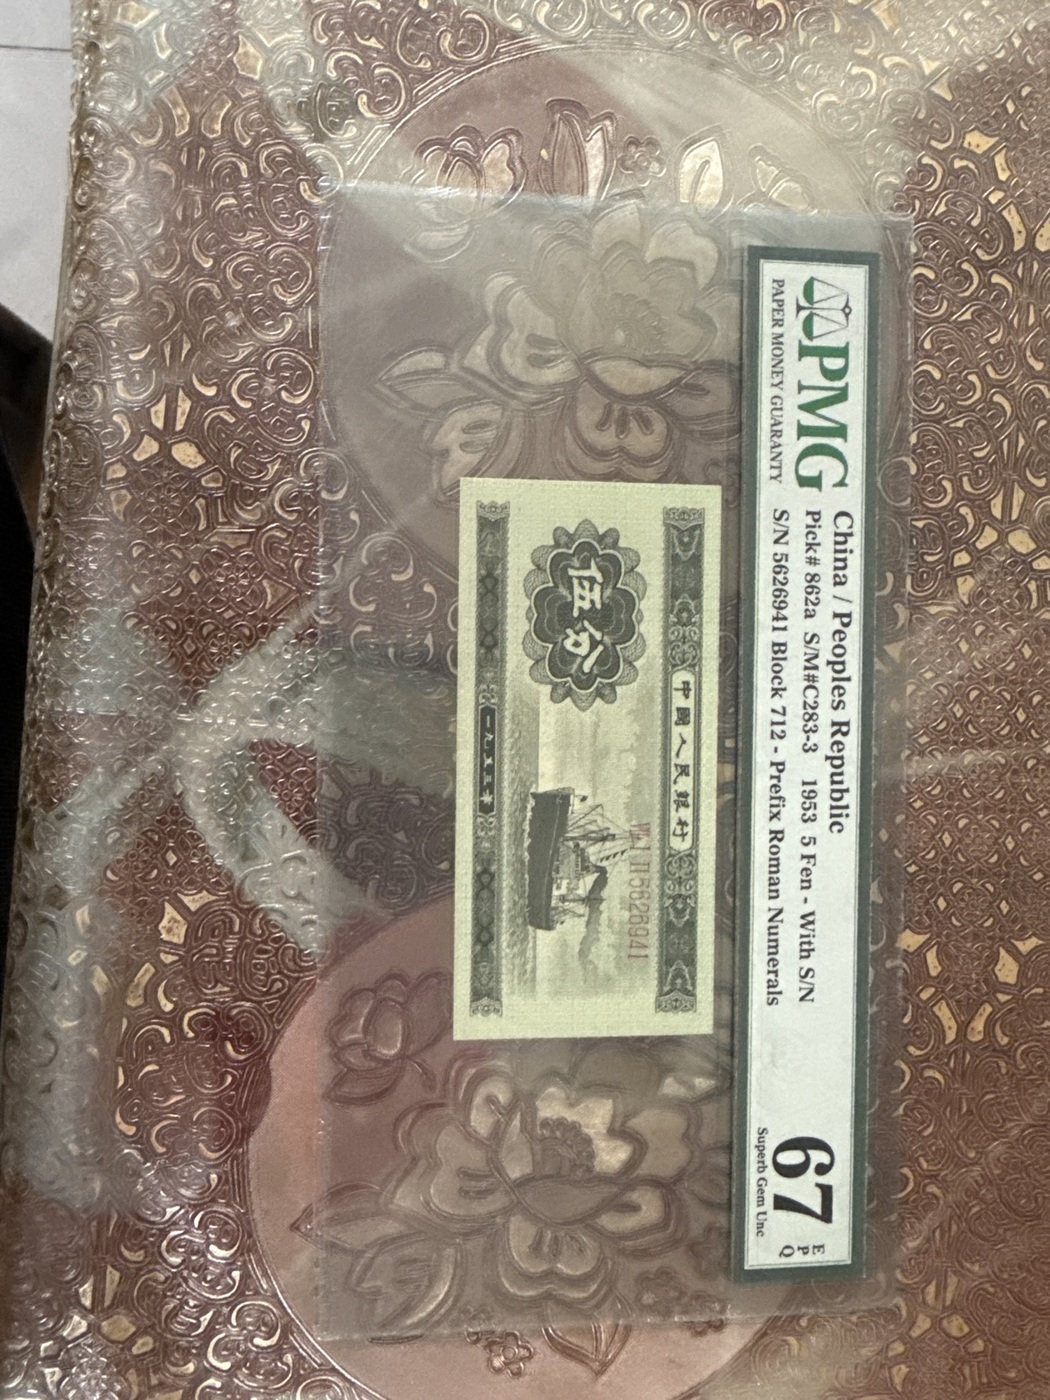 PMG
PAPER MONEY GUARANTY
China / Peoples Republic
Pick# 862a S/M#C283-3 1953 5 Fen - With S/N
S/N 5626941 Block 712 - Prefix Roman Numerals
67
Superb Gem Unc
E
P
Q
中國人民銀行
伍分
5626941
一九五三年